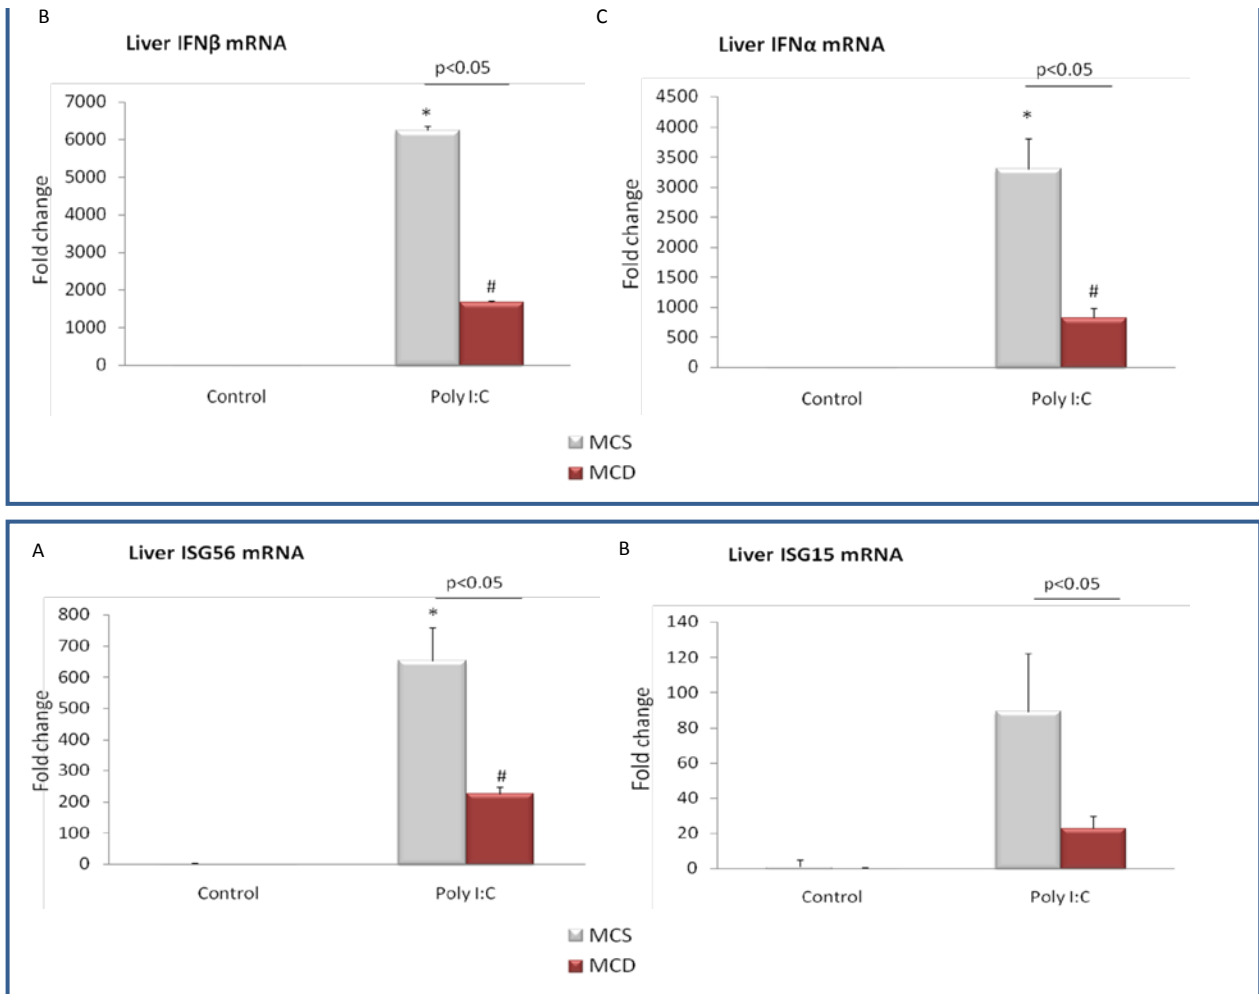 B
Liver IFNβ mRNA
p<0.05
7000
6000
5000
4000
3000
2000
1000
0
Fold change
*
#
Control
Poly I:C
C
Liver IFNα mRNA
p<0.05
4500
4000
3500
3000
2500
2000
1500
1000
500
0
Fold change
*
#
Control
Poly I:C
MCS
MCD
A
Liver ISG56 mRNA
p<0.05
800
700
600
500
400
300
200
100
0
Fold change
*
#
Control
Poly I:C
B
Liver ISG15 mRNA
p<0.05
140
120
100
80
60
40
20
0
Fold change
Control
Poly I:C
MCS
MCD